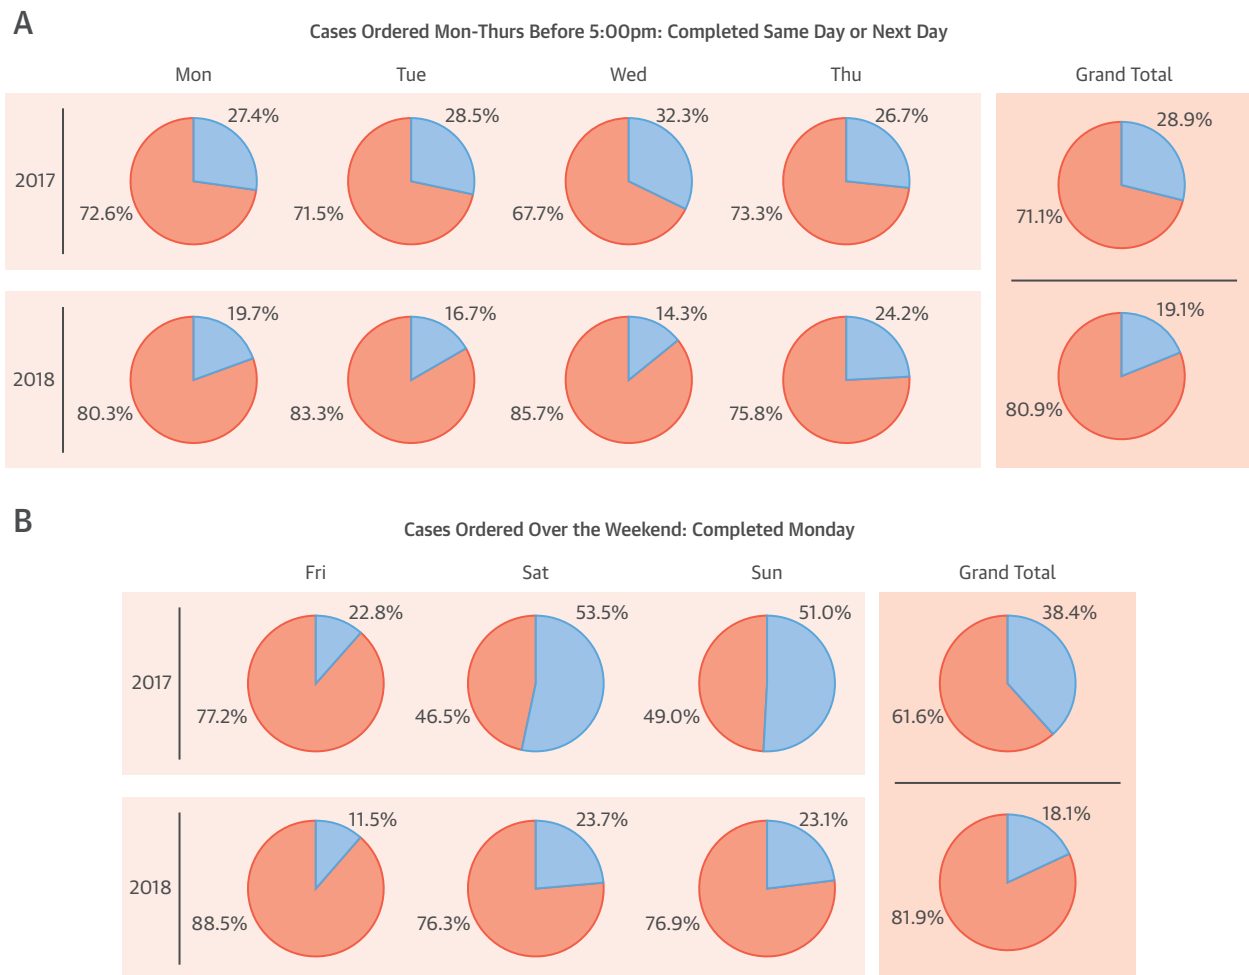 A
Cases Ordered Mon-Thurs Before 5:00pm: Completed Same Day or Next Day
Mon Tue Wed Thu Grand Total
2017
27.4% 28.5% 32.3% 26.7% 28.9%
72.6% 71.5% 67.7% 73.3% 71.1%
2018
19.7% 16.7% 14.3% 24.2% 19.1%
80.3% 83.3% 85.7% 75.8% 80.9%
B
Cases Ordered Over the Weekend: Completed Monday
Fri Sat Sun Grand Total
2017
22.8% 53.5% 51.0% 38.4%
77.2% 46.5% 49.0% 61.6%
2018
11.5% 23.7% 23.1% 18.1%
88.5% 76.3% 76.9% 81.9%